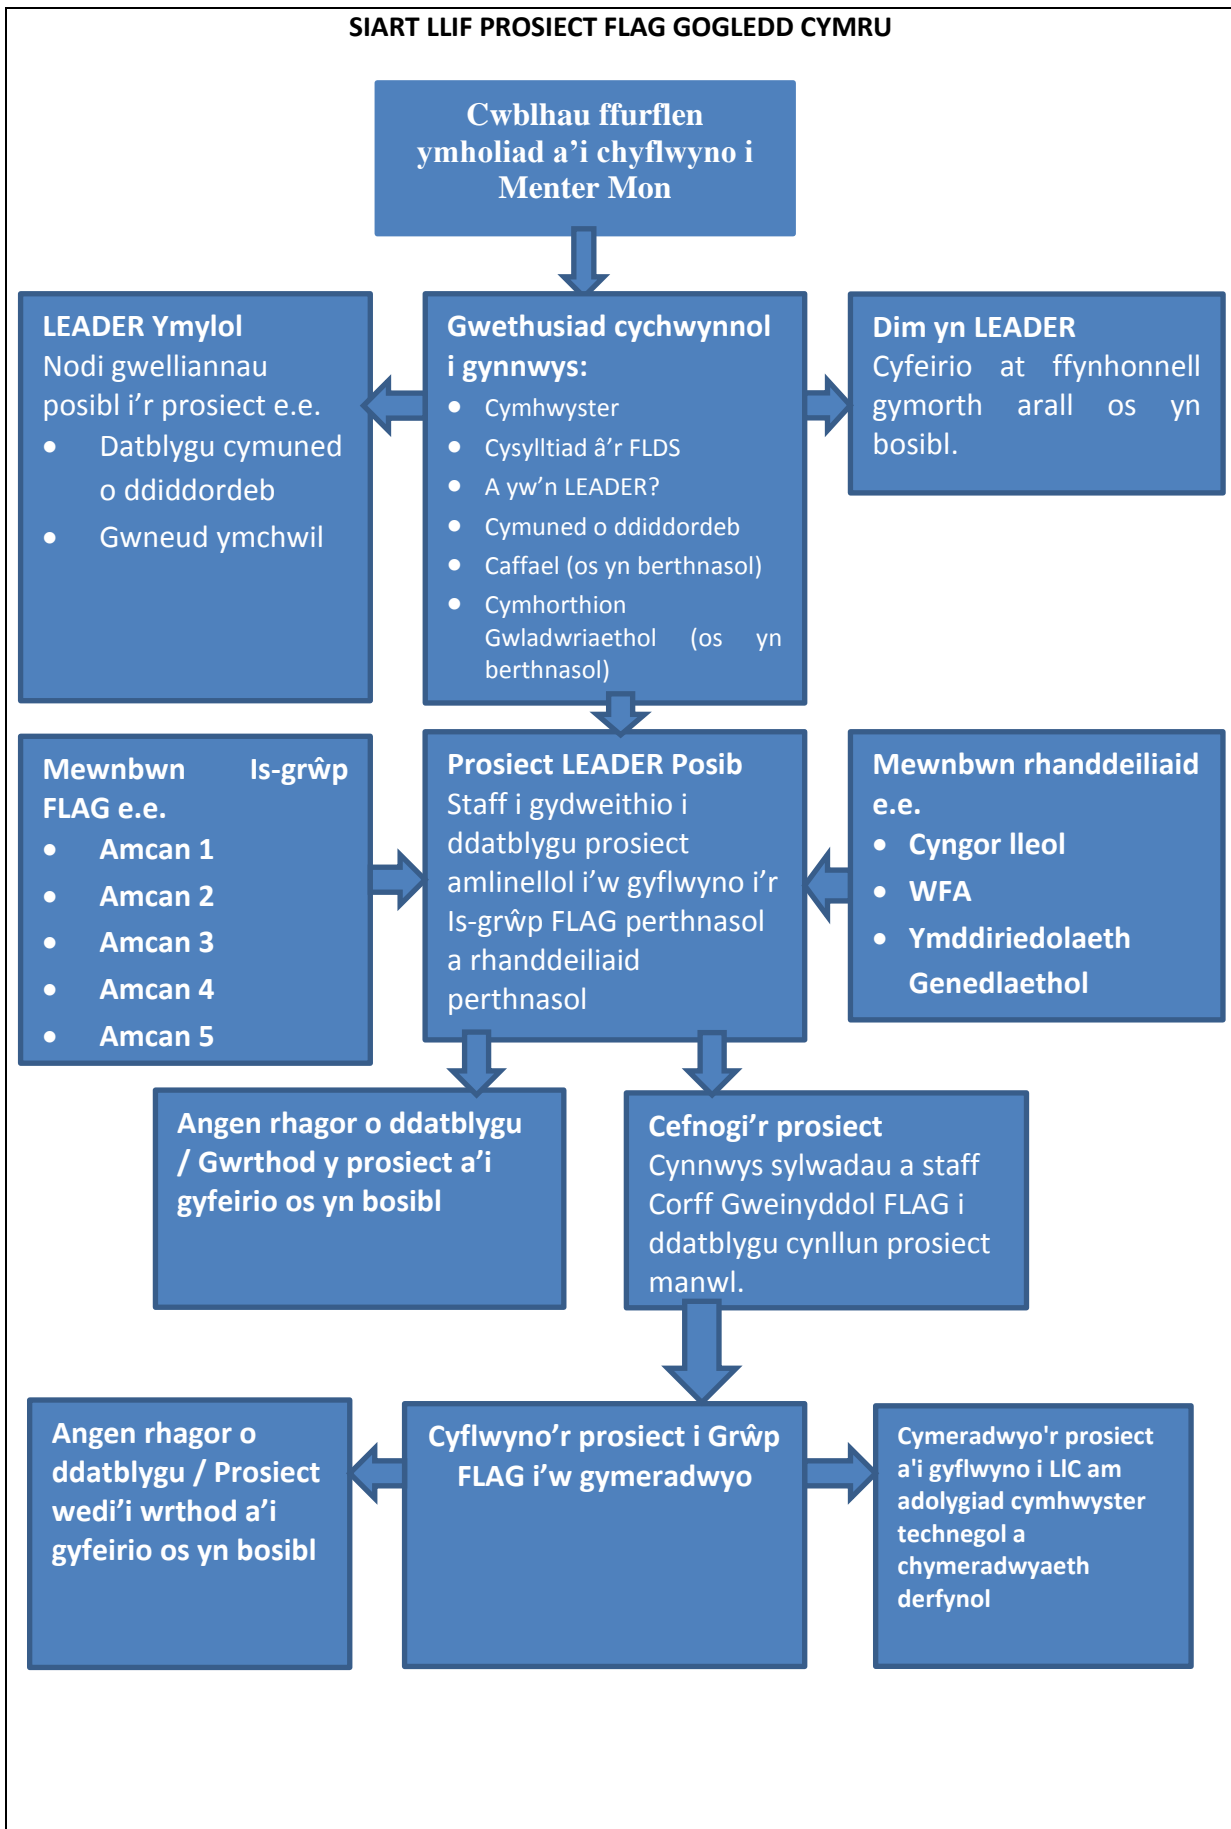 SIART LLIF PROSIECT FLAG GOGLEDD CYMRU
Cwblhau ffurflen
ymholiad a’i chyflwyno i
Menter Mon
LEADER Ymylol
Nodi gwelliannau
posibl i’r prosiect e.e.
• Datblygu cymuned
o ddiddordeb
• Gwneud ymchwil
Gwethusiad cychwynnol
i gynnwys:
• Cymhwyster
• Cysylltiad â’r FLDS
• A yw’n LEADER?
• Cymuned o ddiddordeb
• Caffael (os yn berthnasol)
• Cymhorthion
Gwladwriaethol (os yn
berthnasol)
Dim yn LEADER
Cyfeirio at ffynhonnell
gymorth arall os yn
bosibl.
Mewnbwn Is-grŵp
FLAG e.e.
• Amcan 1
• Amcan 2
• Amcan 3
• Amcan 4
• Amcan 5
Prosiect LEADER Posib
Staff i gydweithio i
ddatblygu prosiect
amlinellol i’w gyflwyno i’r
Is-grŵp FLAG perthnasol
a rhanddeiliaid
perthnasol
Mewnbwn rhanddeiliaid
e.e.
• Cyngor lleol
• WFA
• Ymddiriedolaeth
Genedlaethol
Angen rhagor o ddatblygu
/ Gwrthod y prosiect a’i
gyfeirio os yn bosibl
Cefnogi’r prosiect
Cynnwys sylwadau a staff
Corff Gweinyddol FLAG i
ddatblygu cynllun prosiect
manwl.
Angen rhagor o
ddatblygu / Prosiect
wedi’i wrthod a’i
gyfeirio os yn bosibl
Cyflwyno’r prosiect i Grŵp
FLAG i’w gymeradwyo
Cymeradwyo'r prosiect
a'i gyflwyno i LlC am
adolygiad cymhwyster
technegol a
chymeradwyaeth
derfynol